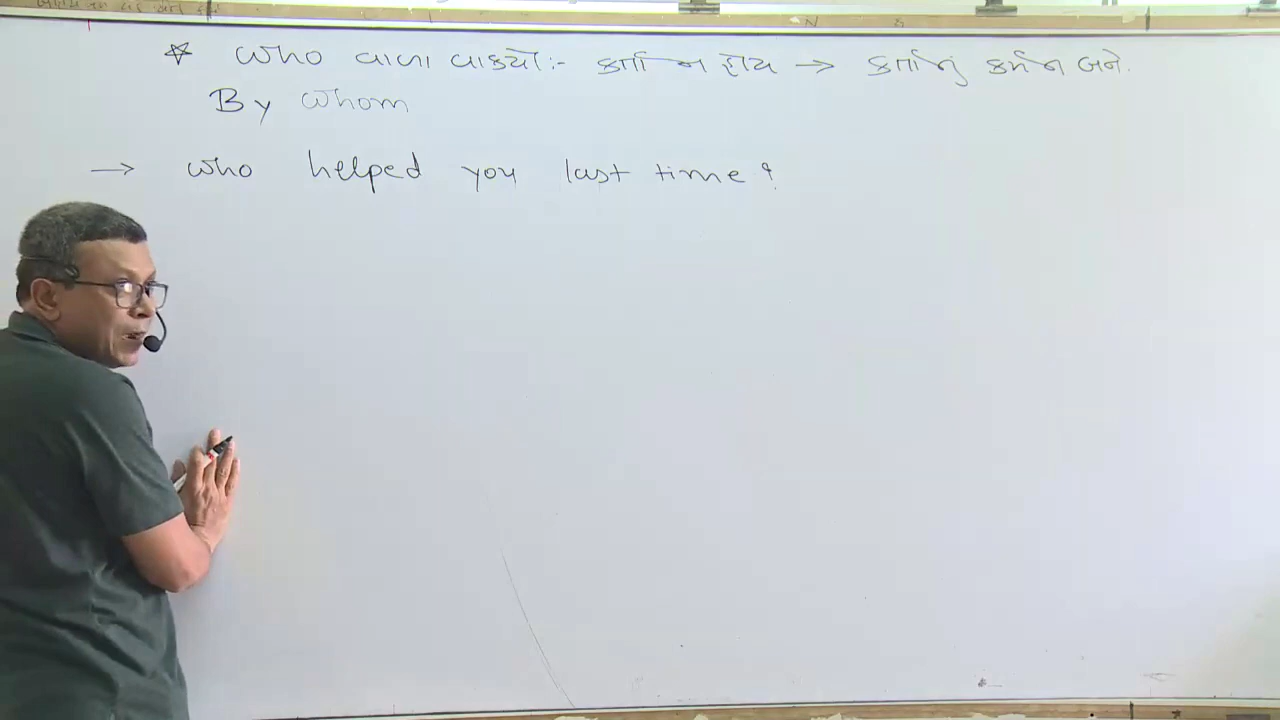 ☆ Who વાળા વાક્યો:- કર્તા ન હોય → કર્તાનું કર્મ ન બને.
By whom
→ who helped you last time?